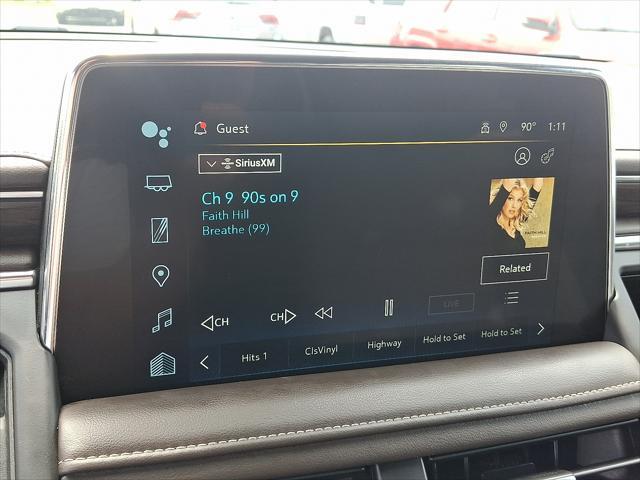 Guest 90° 1:11
SiriusXM
Ch 9 90s on 9
Faith Hill
Breathe (99)
FAITH HILL
Related
CH CH LIVE
Hits 1 ClsVinyl Highway Hold to Set Hold to Set